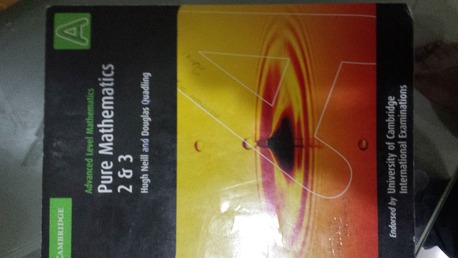 CAMBRIDGE
Advanced Level Mathematics
Pure Mathematics
2 & 3
Hugh Neill and Douglas Quadling
Endorsed by University of Cambridge
International Examinations